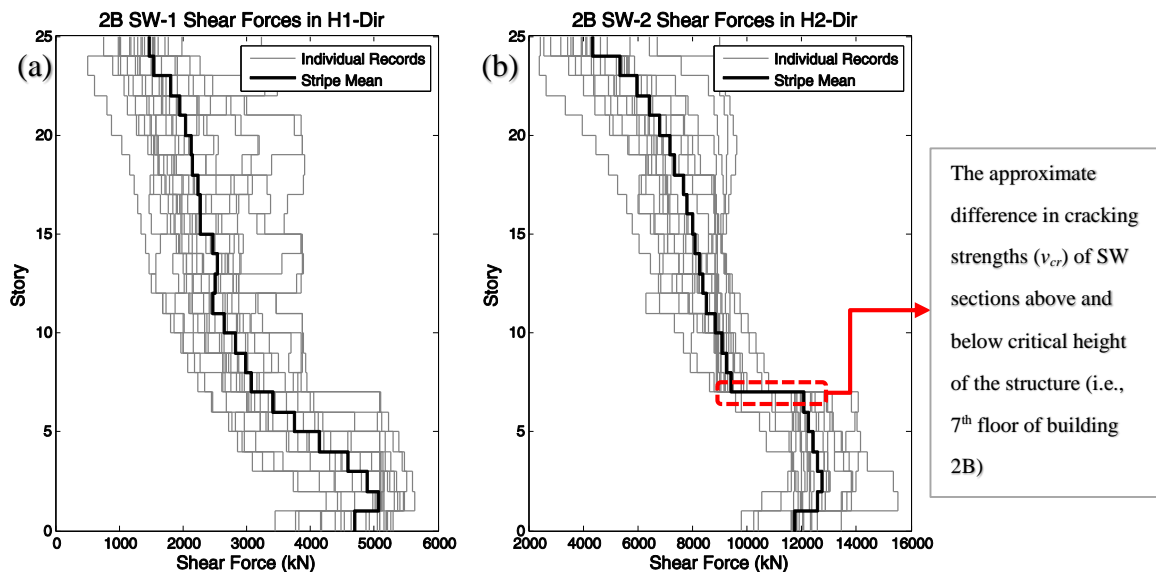 2B SW-1 Shear Forces in H1-Dir
(a)
Individual Records
Stripe Mean
25
20
15
10
5
0
Story
0 1000 2000 3000 4000 5000 6000
Shear Force (kN)
2B SW-2 Shear Forces in H2-Dir
(b)
Individual Records
Stripe Mean
25
20
15
10
5
0
Story
2000 4000 6000 8000 10000 12000 14000 16000
Shear Force (kN)
The approximate
difference in cracking
strengths (vcr) of SW
sections above and
below critical height
of the structure (i.e.,
7th floor of building
2B)